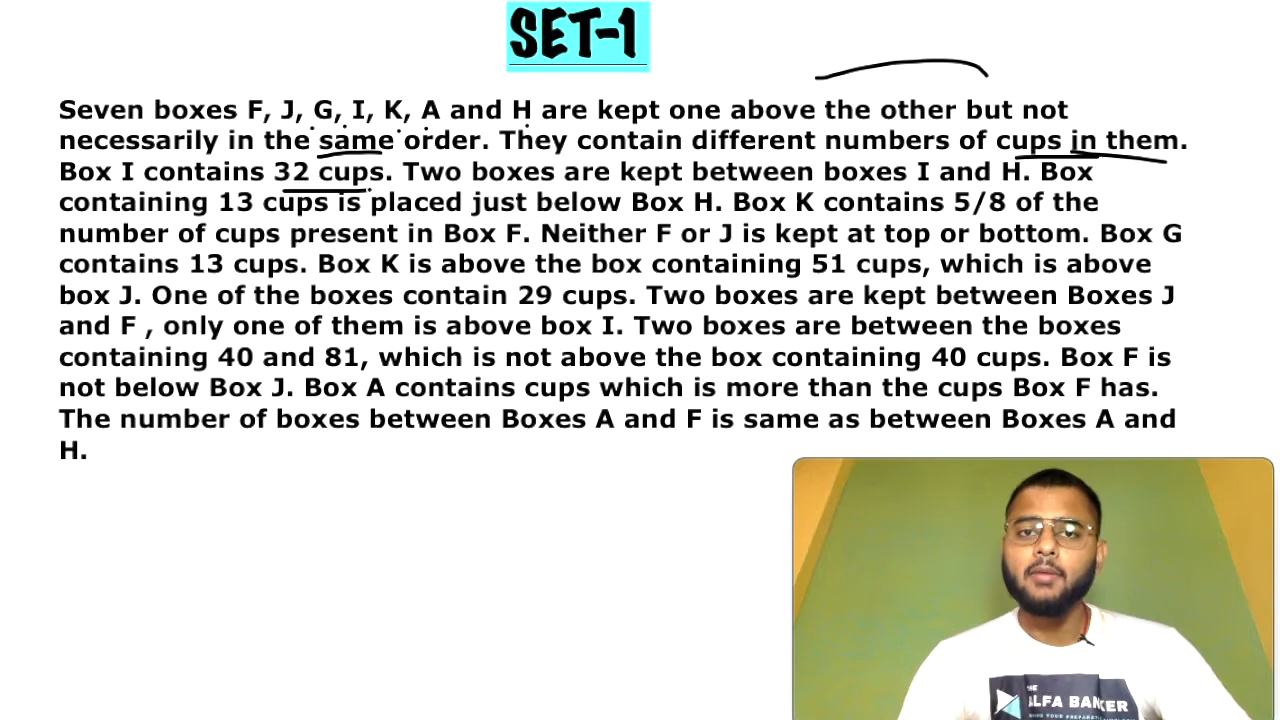 SET-1
Seven boxes F, J, G, I, K, A and H are kept one above the other but not
necessarily in the same order. They contain different numbers of cups in them.
Box I contains 32 cups. Two boxes are kept between boxes I and H. Box
containing 13 cups is placed just below Box H. Box K contains 5/8 of the
number of cups present in Box F. Neither F or J is kept at top or bottom. Box G
contains 13 cups. Box K is above the box containing 51 cups, which is above
box J. One of the boxes contain 29 cups. Two boxes are kept between Boxes J
and F , only one of them is above box I. Two boxes are between the boxes
containing 40 and 81, which is not above the box containing 40 cups. Box F is
not below Box J. Box A contains cups which is more than the cups Box F has.
The number of boxes between Boxes A and F is same as between Boxes A and
H.
THE
ALFA BANKER